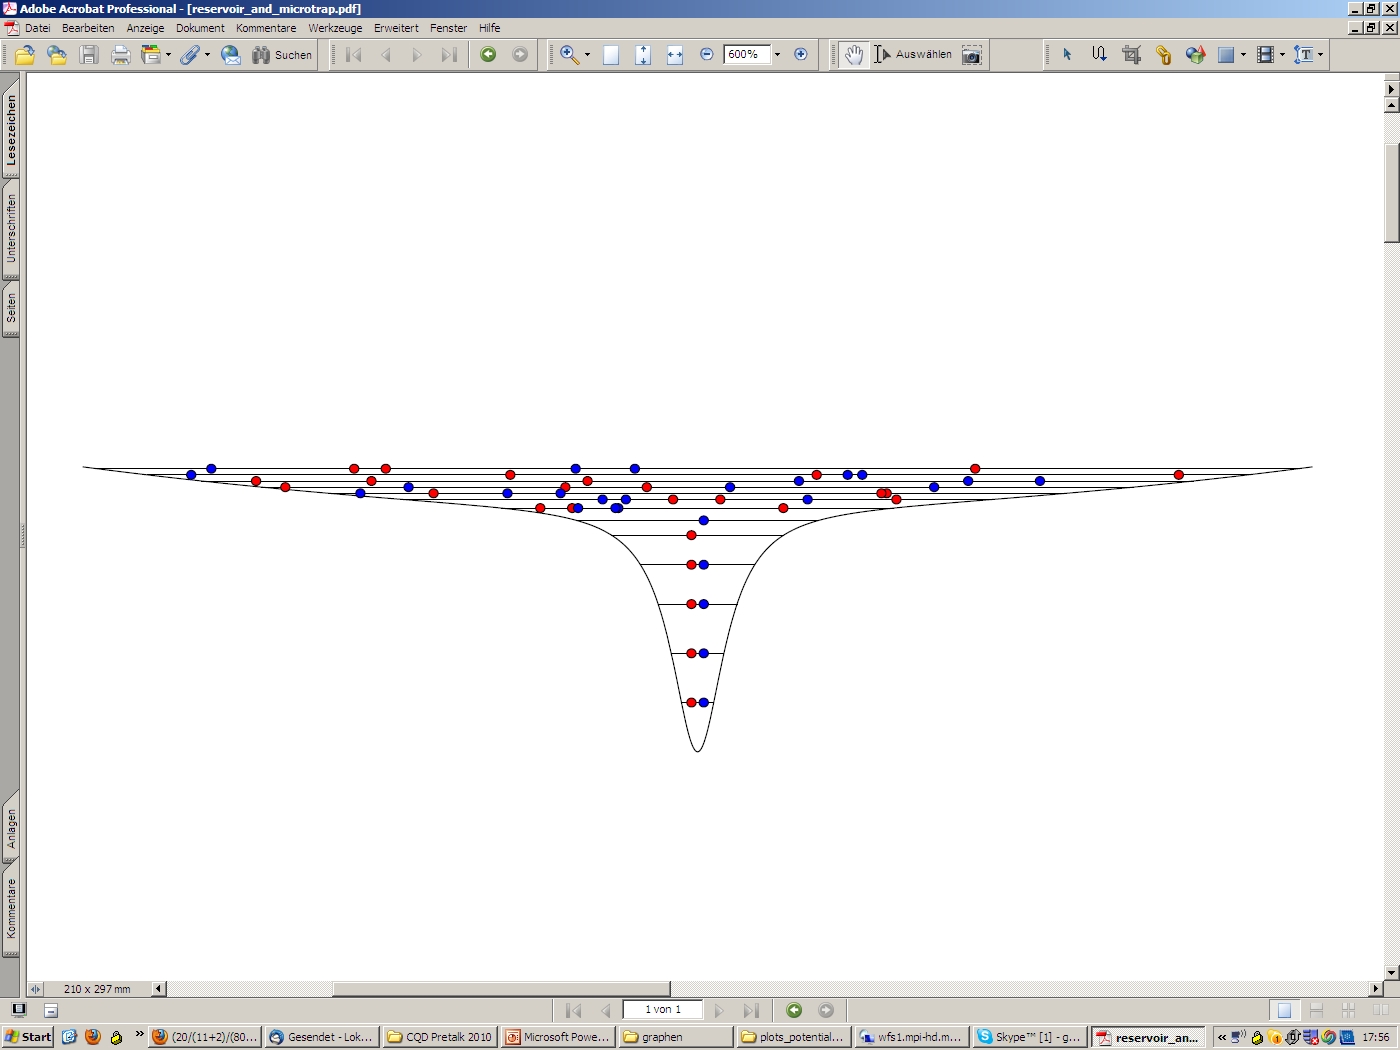 Adobe Acrobat Professional - [reservoir_and_microtrap.pdf]
Datei Bearbeiten Anzeige Dokument Kommentare Werkzeuge Erweitert Fenster Hilfe
Suchen 600% Auswählen
Lesezeichen
Unterschriften
Seiten
Anlagen
Kommentare
210 x 297 mm
1 von 1
Start (20/(11+2)/(80... Gesendet - Lok... CQD Pretalk 2010 Microsoft Powe... graphen plots_potential... wfs1.mpi-hd.m... Skype™ [1] - g... reservoir_an... 17:56